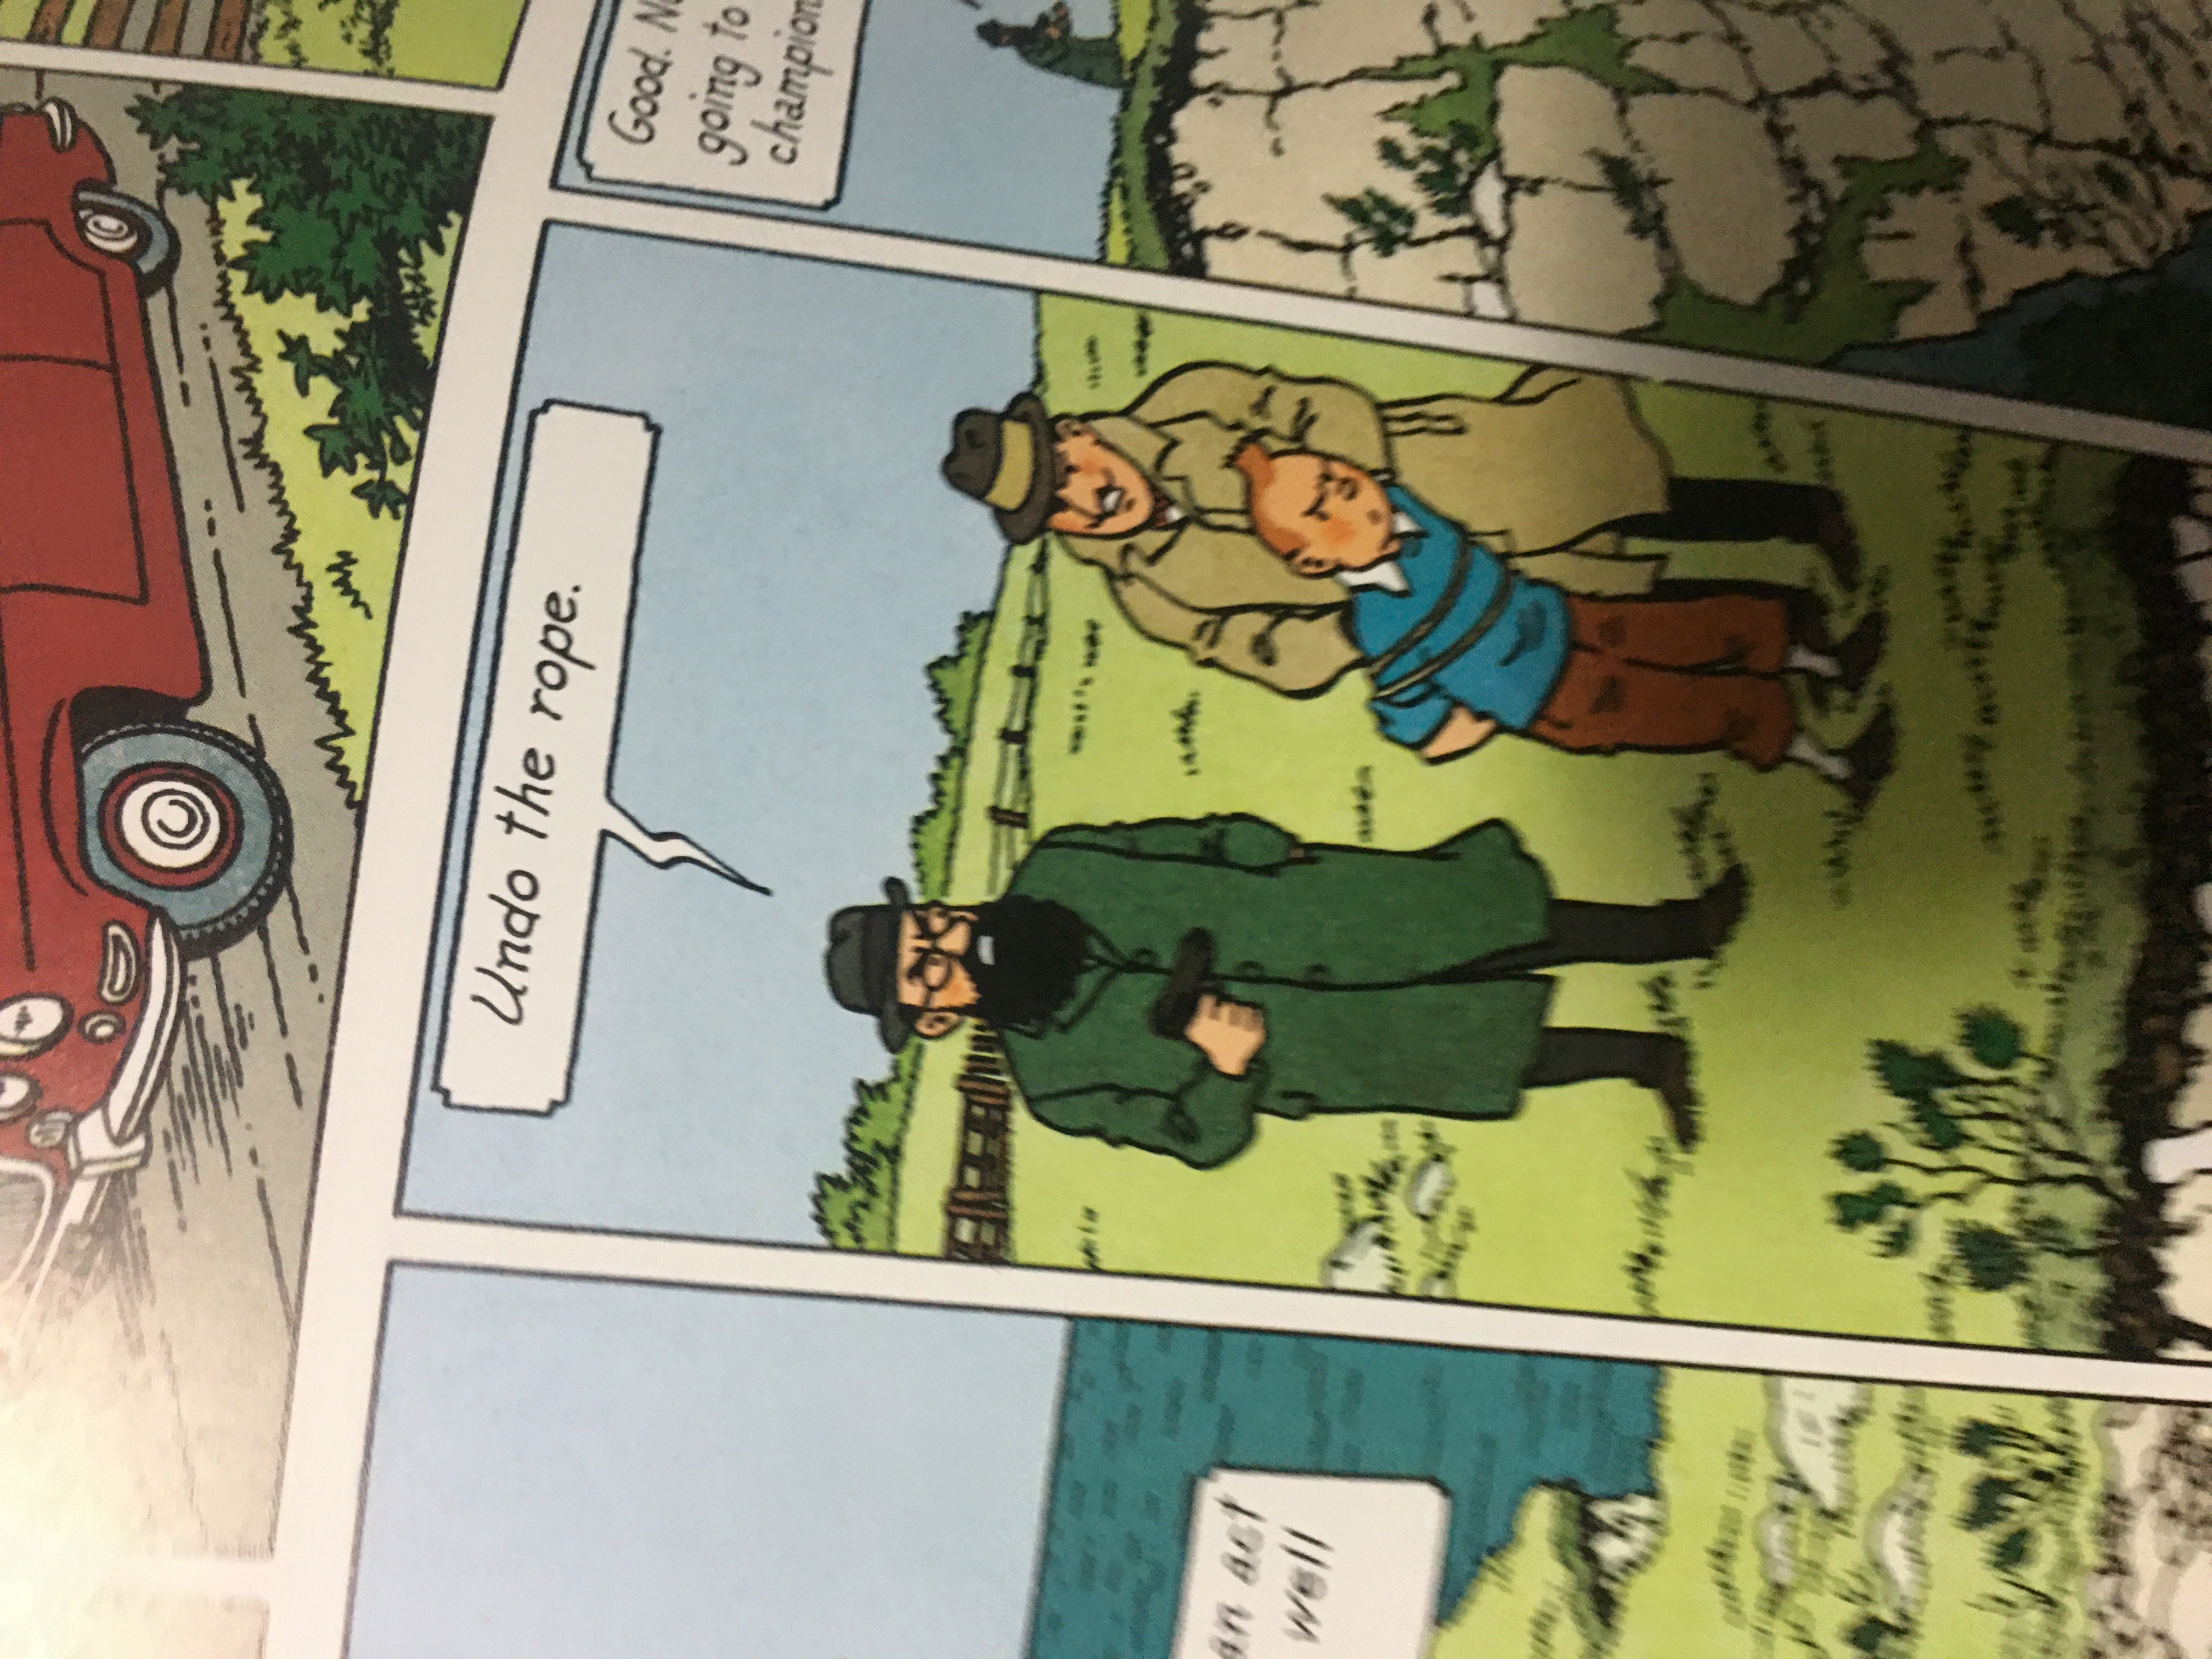 an act
well
Undo the rope.
Good.
going to
champion